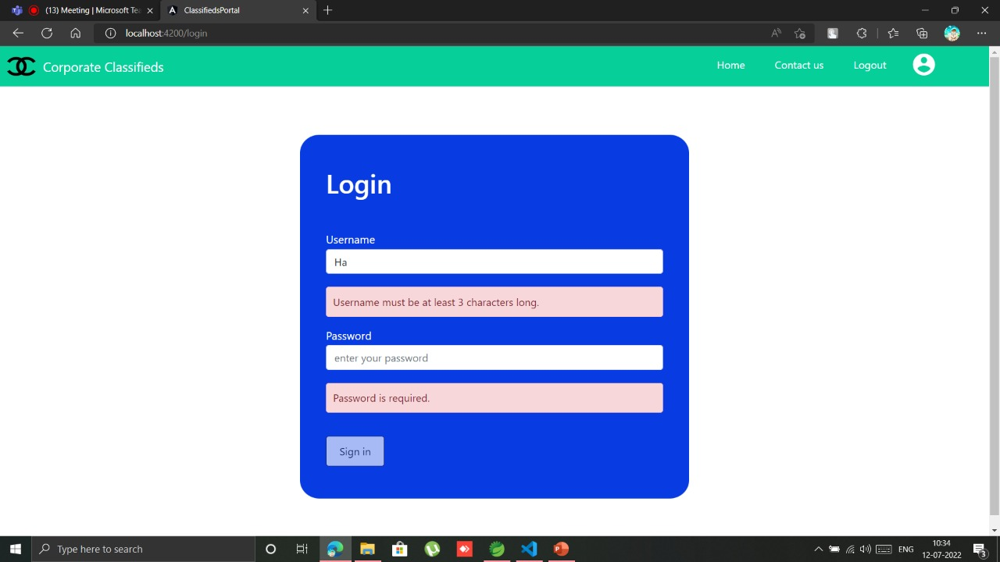 (13) Meeting | Microsoft Te
ClassifiedsPortal
localhost:4200/login
Corporate Classifieds
Home
Contact us
Logout
Login
Username
Ha
Username must be at least 3 characters long.
Password
enter your password
Password is required.
Sign in
Type here to search
ENG
10:34
12-07-2022
3